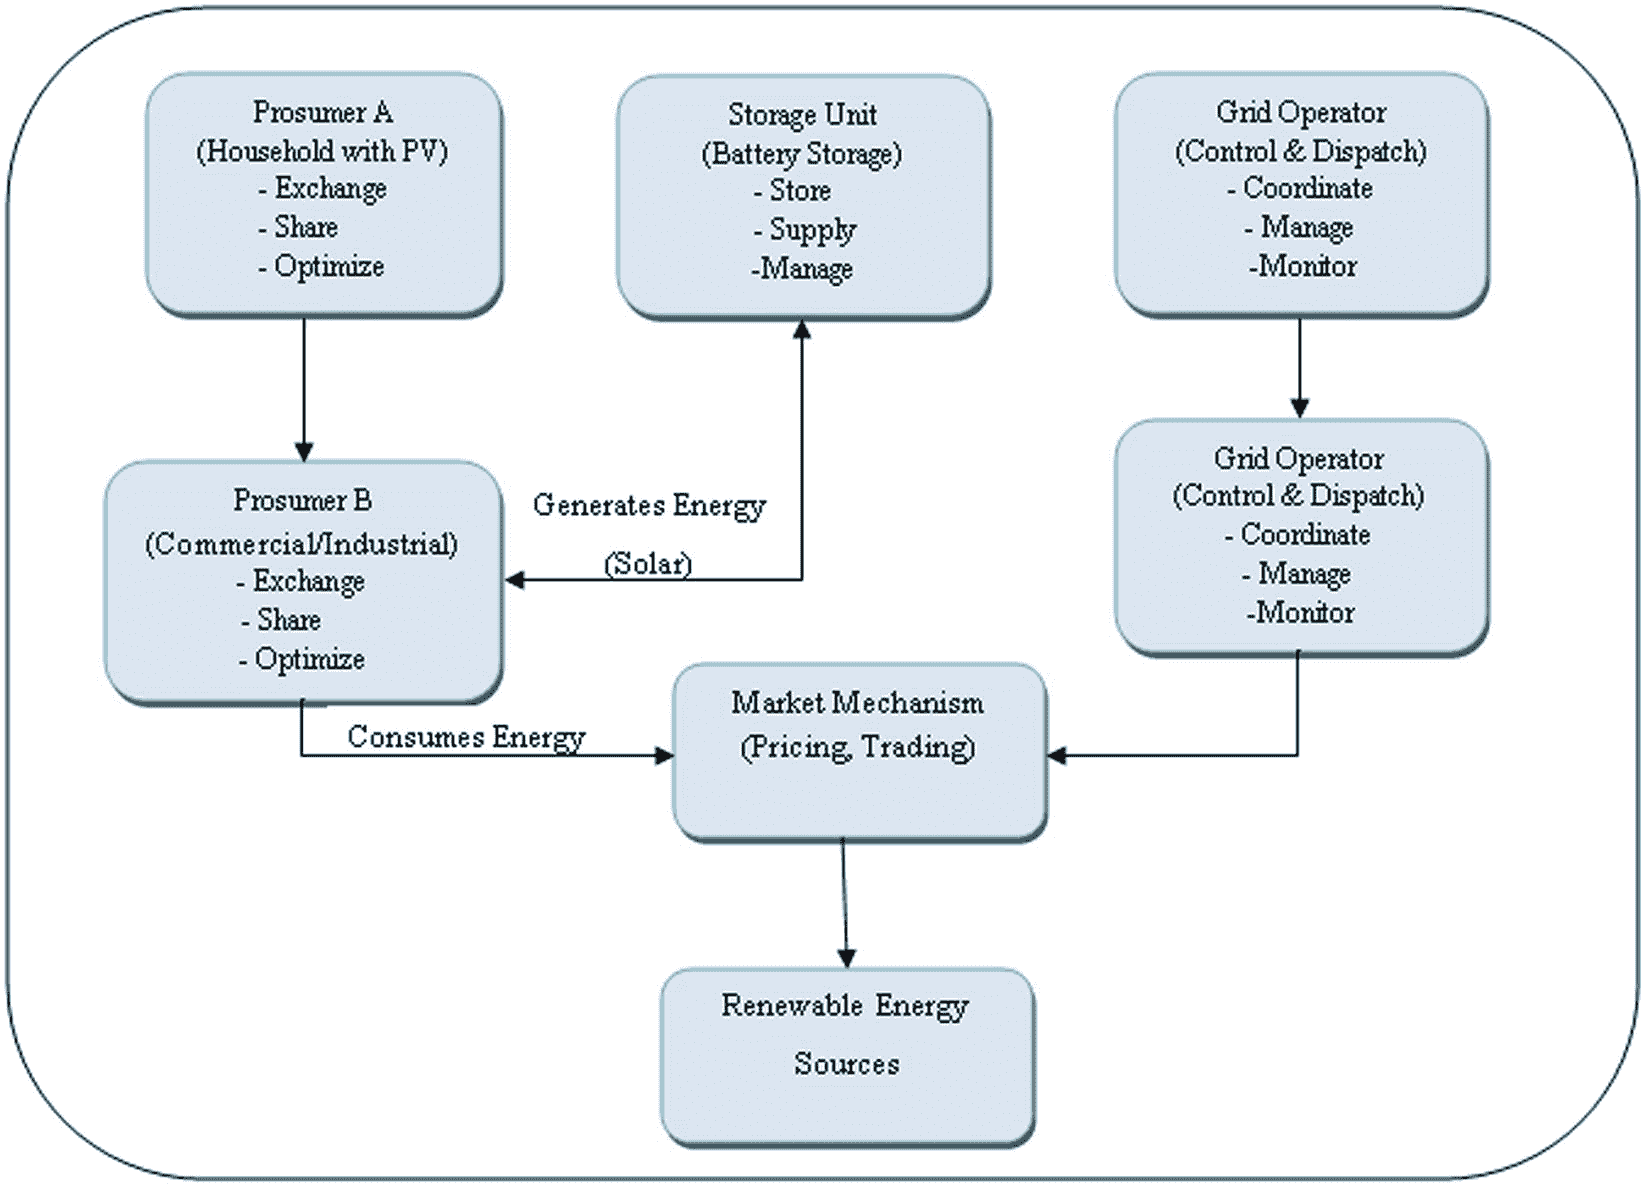 Prosumer A
(Household with PV)
- Exchange
- Share
- Optimize
Storage Unit
(Battery Storage)
- Store
- Supply
-Manage
Grid Operator
(Control & Dispatch)
- Coordinate
- Manage
-Monitor
Prosumer B
(Commercial/Industrial)
- Exchange
- Share
- Optimize
Generates Energy
(Solar)
Grid Operator
(Control & Dispatch)
- Coordinate
- Manage
-Monitor
Consumes Energy
Market Mechanism
(Pricing, Trading)
Renewable Energy
Sources